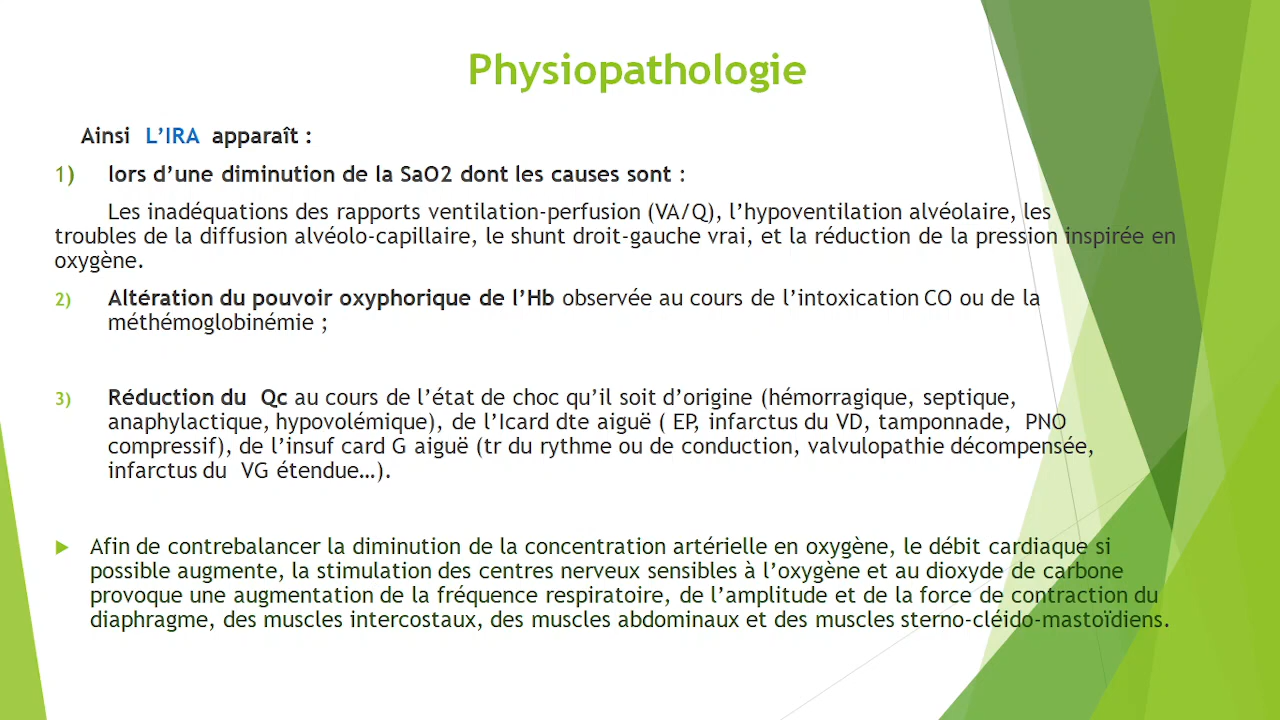 Physiopathologie
Ainsi L’IRA apparaît :
1) lors d’une diminution de la SaO2 dont les causes sont :
Les inadéquations des rapports ventilation-perfusion (VA/Q), l’hypoventilation alvéolaire, les
troubles de la diffusion alvéolo-capillaire, le shunt droit-gauche vrai, et la réduction de la pression inspirée en
oxygène.
2) Altération du pouvoir oxyphorique de l’Hb observée au cours de l’intoxication CO ou de la
méthémoglobinémie ;
3) Réduction du Qc au cours de l’état de choc qu’il soit d’origine (hémorragique, septique,
anaphylactique, hypovolémique), de l’Icard dte aiguë ( EP, infarctus du VD, tamponnade, PNO
compressif), de l’insuf card G aiguë (tr du rythme ou de conduction, valvulopathie décompensée,
infarctus du VG étendue…).
Afin de contrebalancer la diminution de la concentration artérielle en oxygène, le débit cardiaque si
possible augmente, la stimulation des centres nerveux sensibles à l’oxygène et au dioxyde de carbone
provoque une augmentation de la fréquence respiratoire, de l’amplitude et de la force de contraction du
diaphragme, des muscles intercostaux, des muscles abdominaux et des muscles sterno-cléido-mastoïdiens.